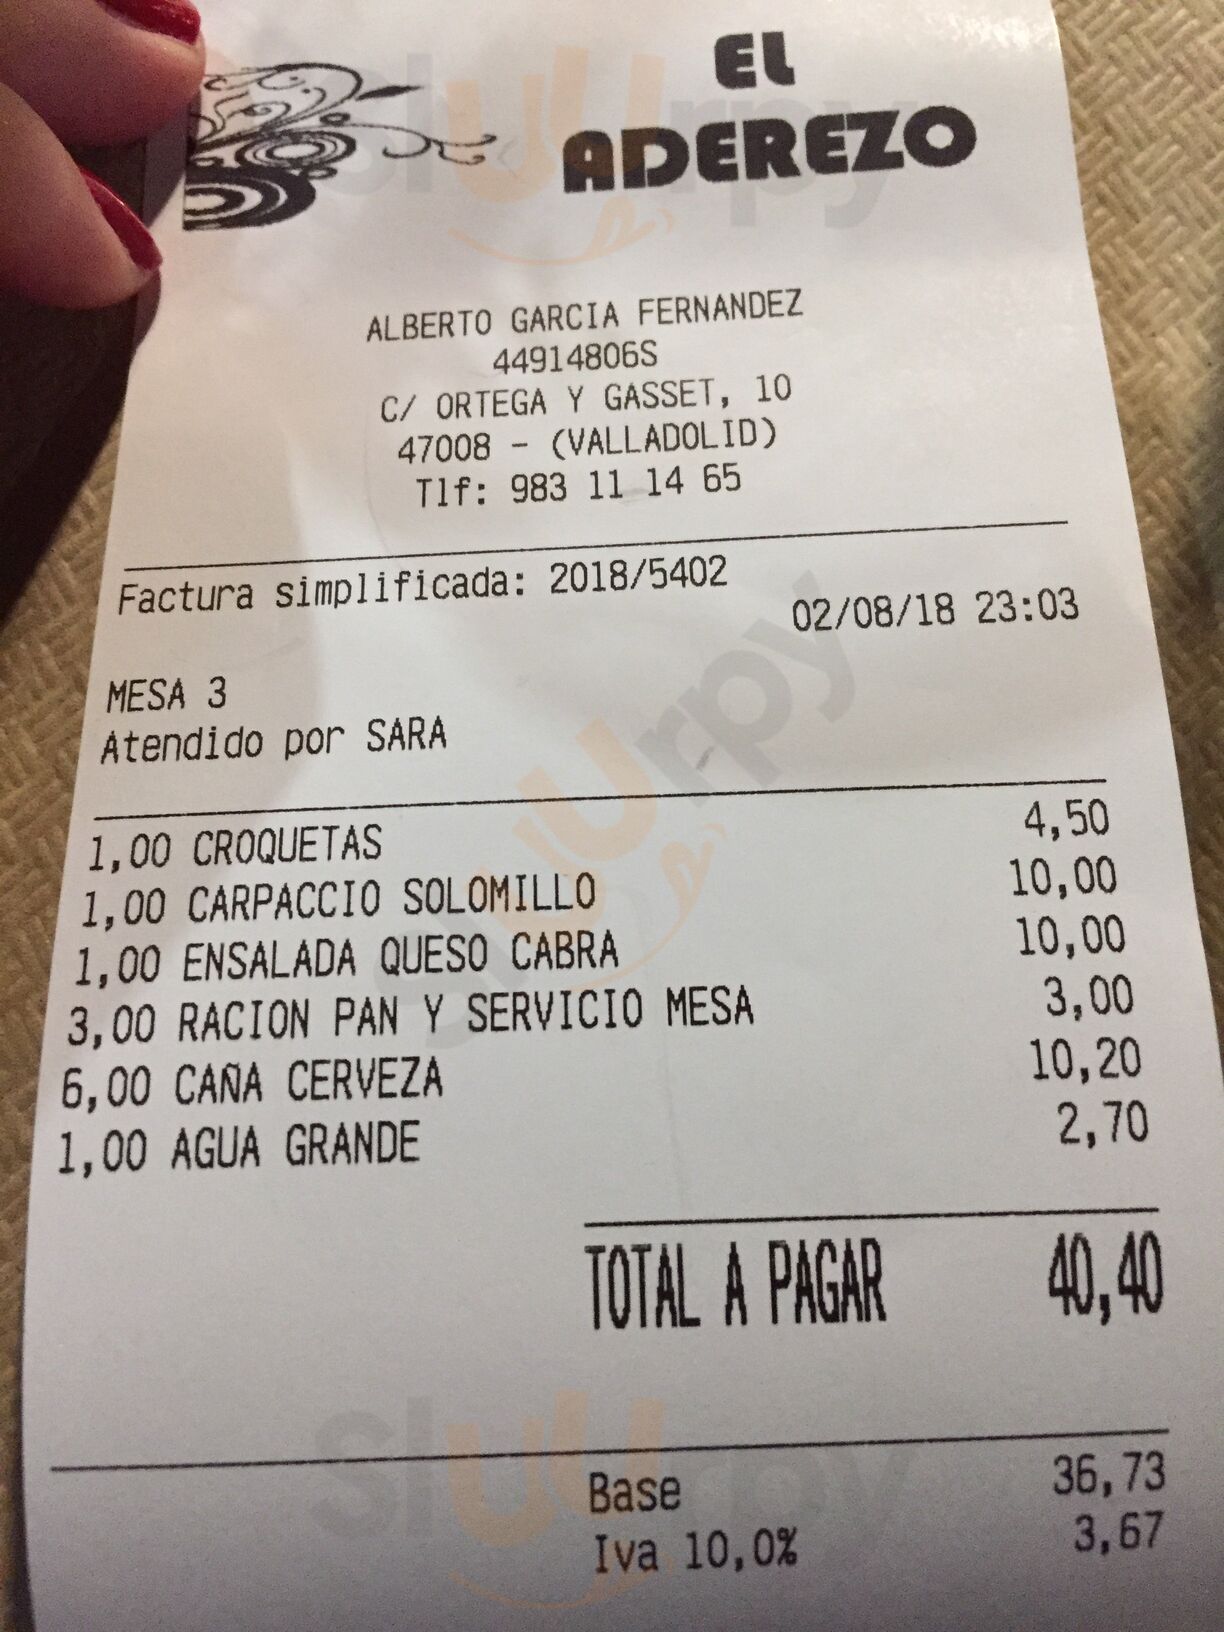 EL
ADEREZO
ALBERTO GARCIA FERNANDEZ
44914806S
C/ ORTEGA Y GASSET, 10
47008 - (VALLADOLID)
Tlf: 983 11 14 65
Factura simplificada: 2018/5402
02/08/18 23:03
MESA 3
Atendido por SARA
1,00 CROQUETAS 4,50
1,00 CARPACCIO SOLOMILLO 10,00
1,00 ENSALADA QUESO CABRA 10,00
3,00 RACION PAN Y SERVICIO MESA 3,00
6,00 CAÑA CERVEZA 10,20
1,00 AGUA GRANDE 2,70
TOTAL A PAGAR 40,40
Base 36,73
Iva 10,0% 3,67
Sluurpy
Sluurpy
Sluurpy